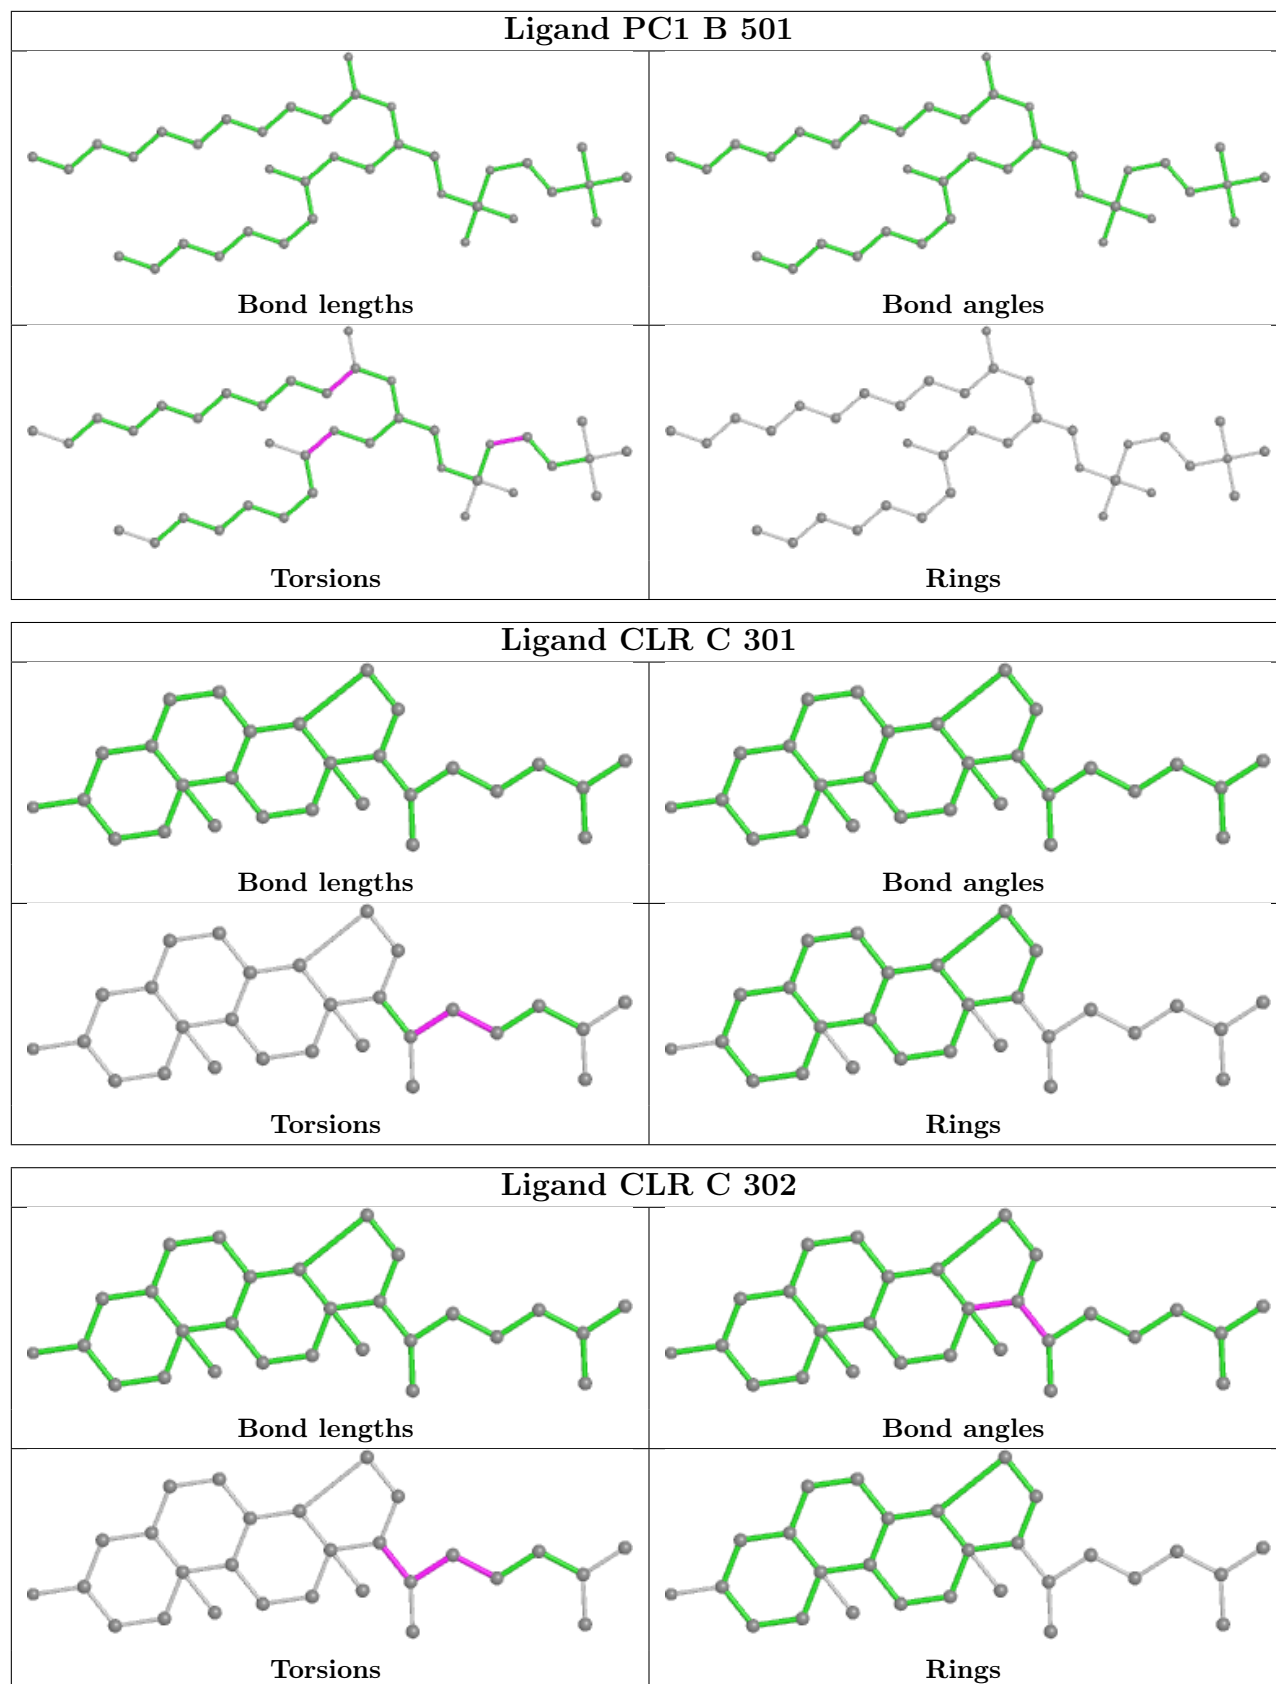 Ligand PC1 B 501
Bond lengths
Bond angles
Torsions
Rings
Ligand CLR C 301
Bond lengths
Bond angles
Torsions
Rings
Ligand CLR C 302
Bond lengths
Bond angles
Torsions
Rings